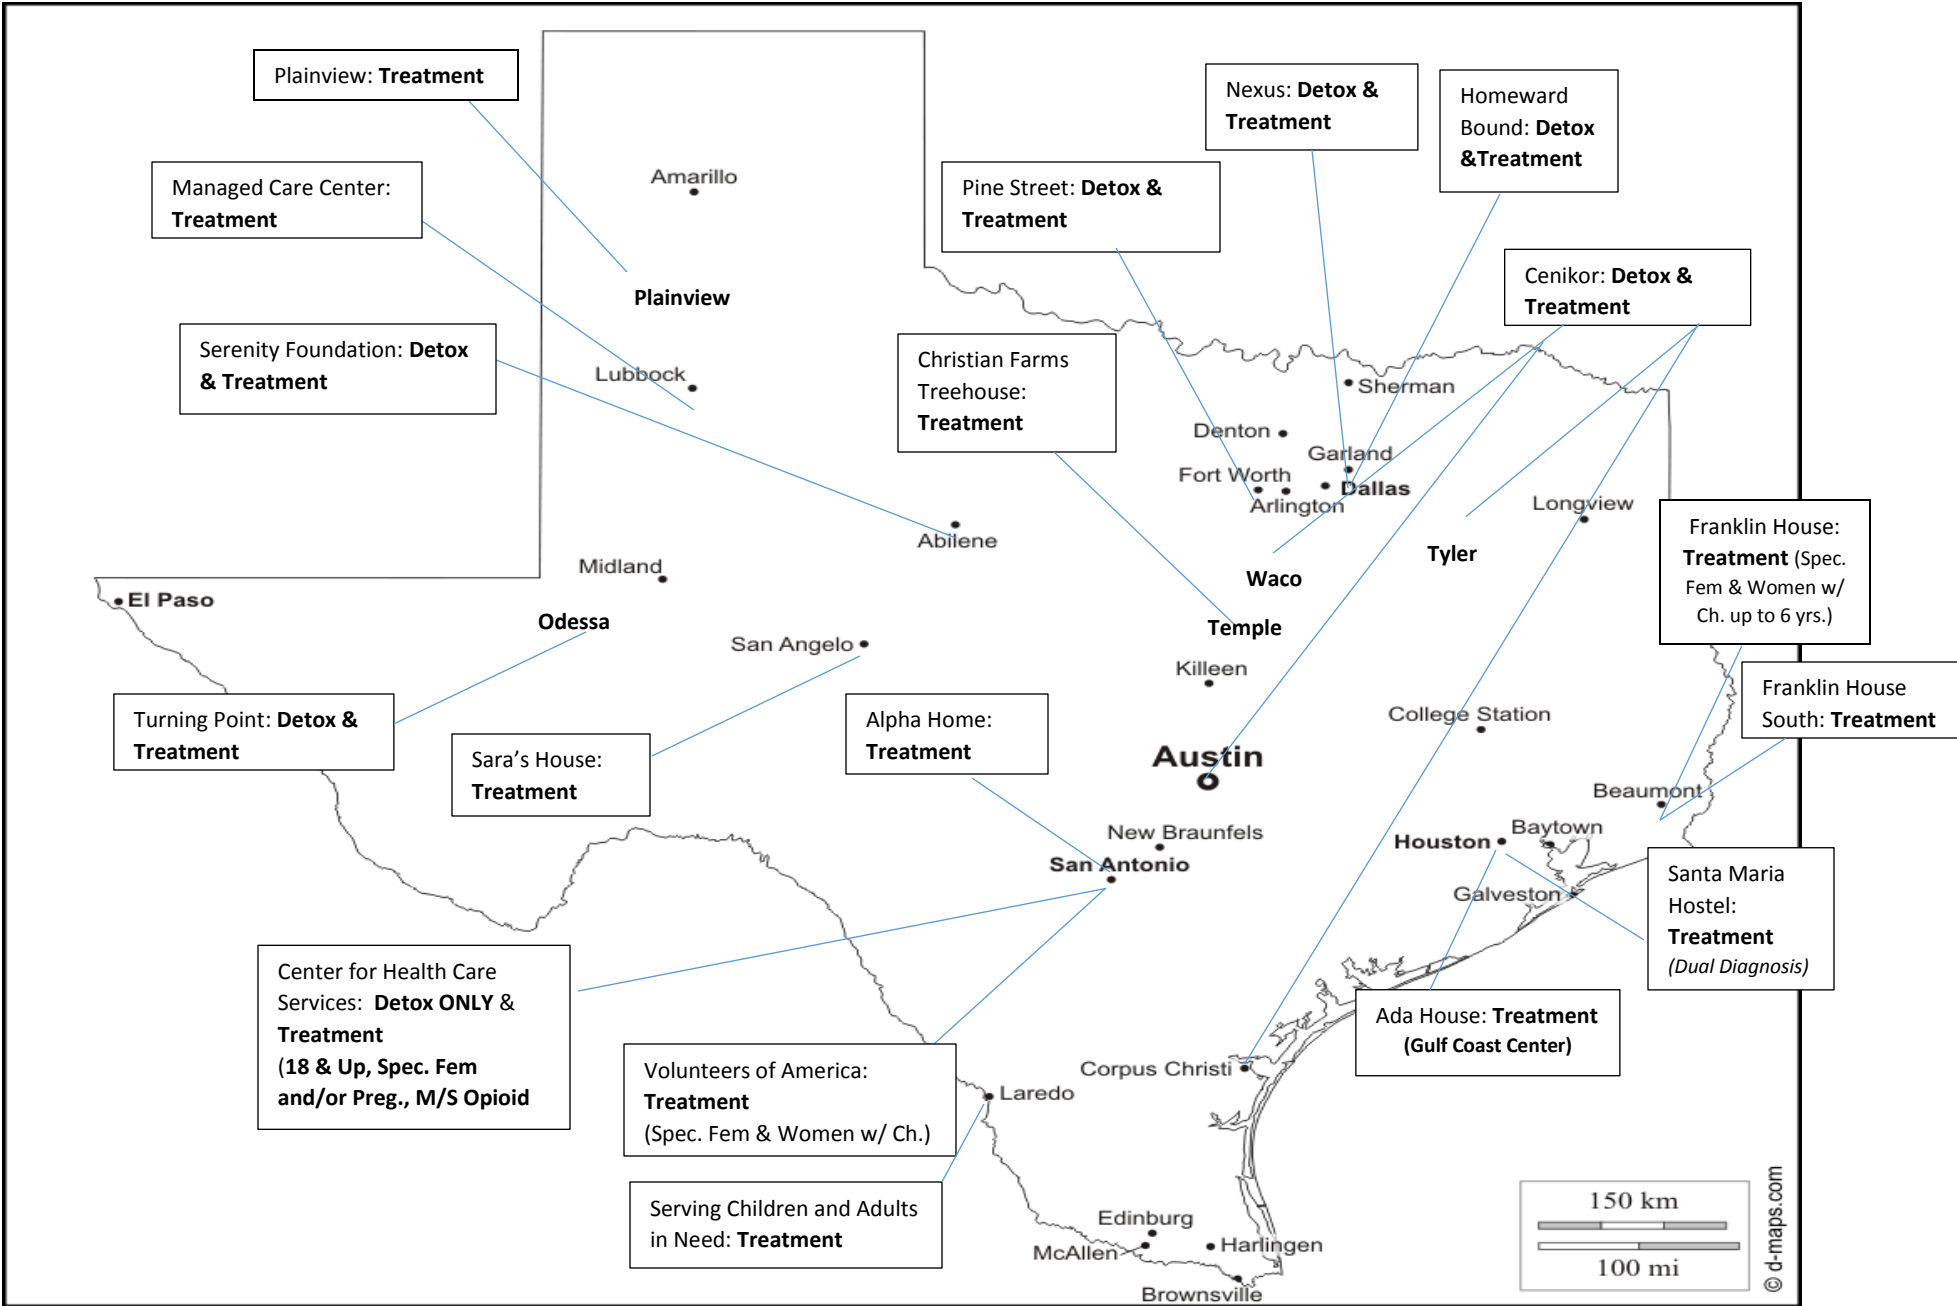 Plainview: Treatment
Nexus: Detox &
Treatment
Homeward
Bound: Detox
&Treatment
Managed Care Center:
Treatment
Amarillo
Pine Street: Detox &
Treatment
Cenikor: Detox &
Treatment
Plainview
Serenity Foundation: Detox
& Treatment
Lubbock
Christian Farms
Treehouse:
Treatment
Sherman
Denton
Garland
Fort Worth
Dallas
Arlington
Longview
Abilene
Midland
Tyler
Waco
Franklin House:
Treatment (Spec.
Fem & Women w/
Ch. up to 6 yrs.)
El Paso
Odessa
Temple
San Angelo
Killeen
Turning Point: Detox &
Treatment
Sara’s House:
Treatment
Alpha Home:
Treatment
College Station
Franklin House
South: Treatment
Austin
Beaumont
New Braunfels
Baytown
Houston
San Antonio
Galveston
Santa Maria
Hostel:
Treatment
(Dual Diagnosis)
Center for Health Care
Services:  Detox ONLY &
Treatment
(18 & Up, Spec. Fem
and/or Preg., M/S Opioid
Ada House: Treatment
(Gulf Coast Center)
Volunteers of America:
Treatment
(Spec. Fem & Women w/ Ch.)
Corpus Christi
Laredo
Serving Children and Adults
in Need: Treatment
Edinburg
McAllen
Harlingen
Brownsville
150 km
100 mi
© d-maps.com